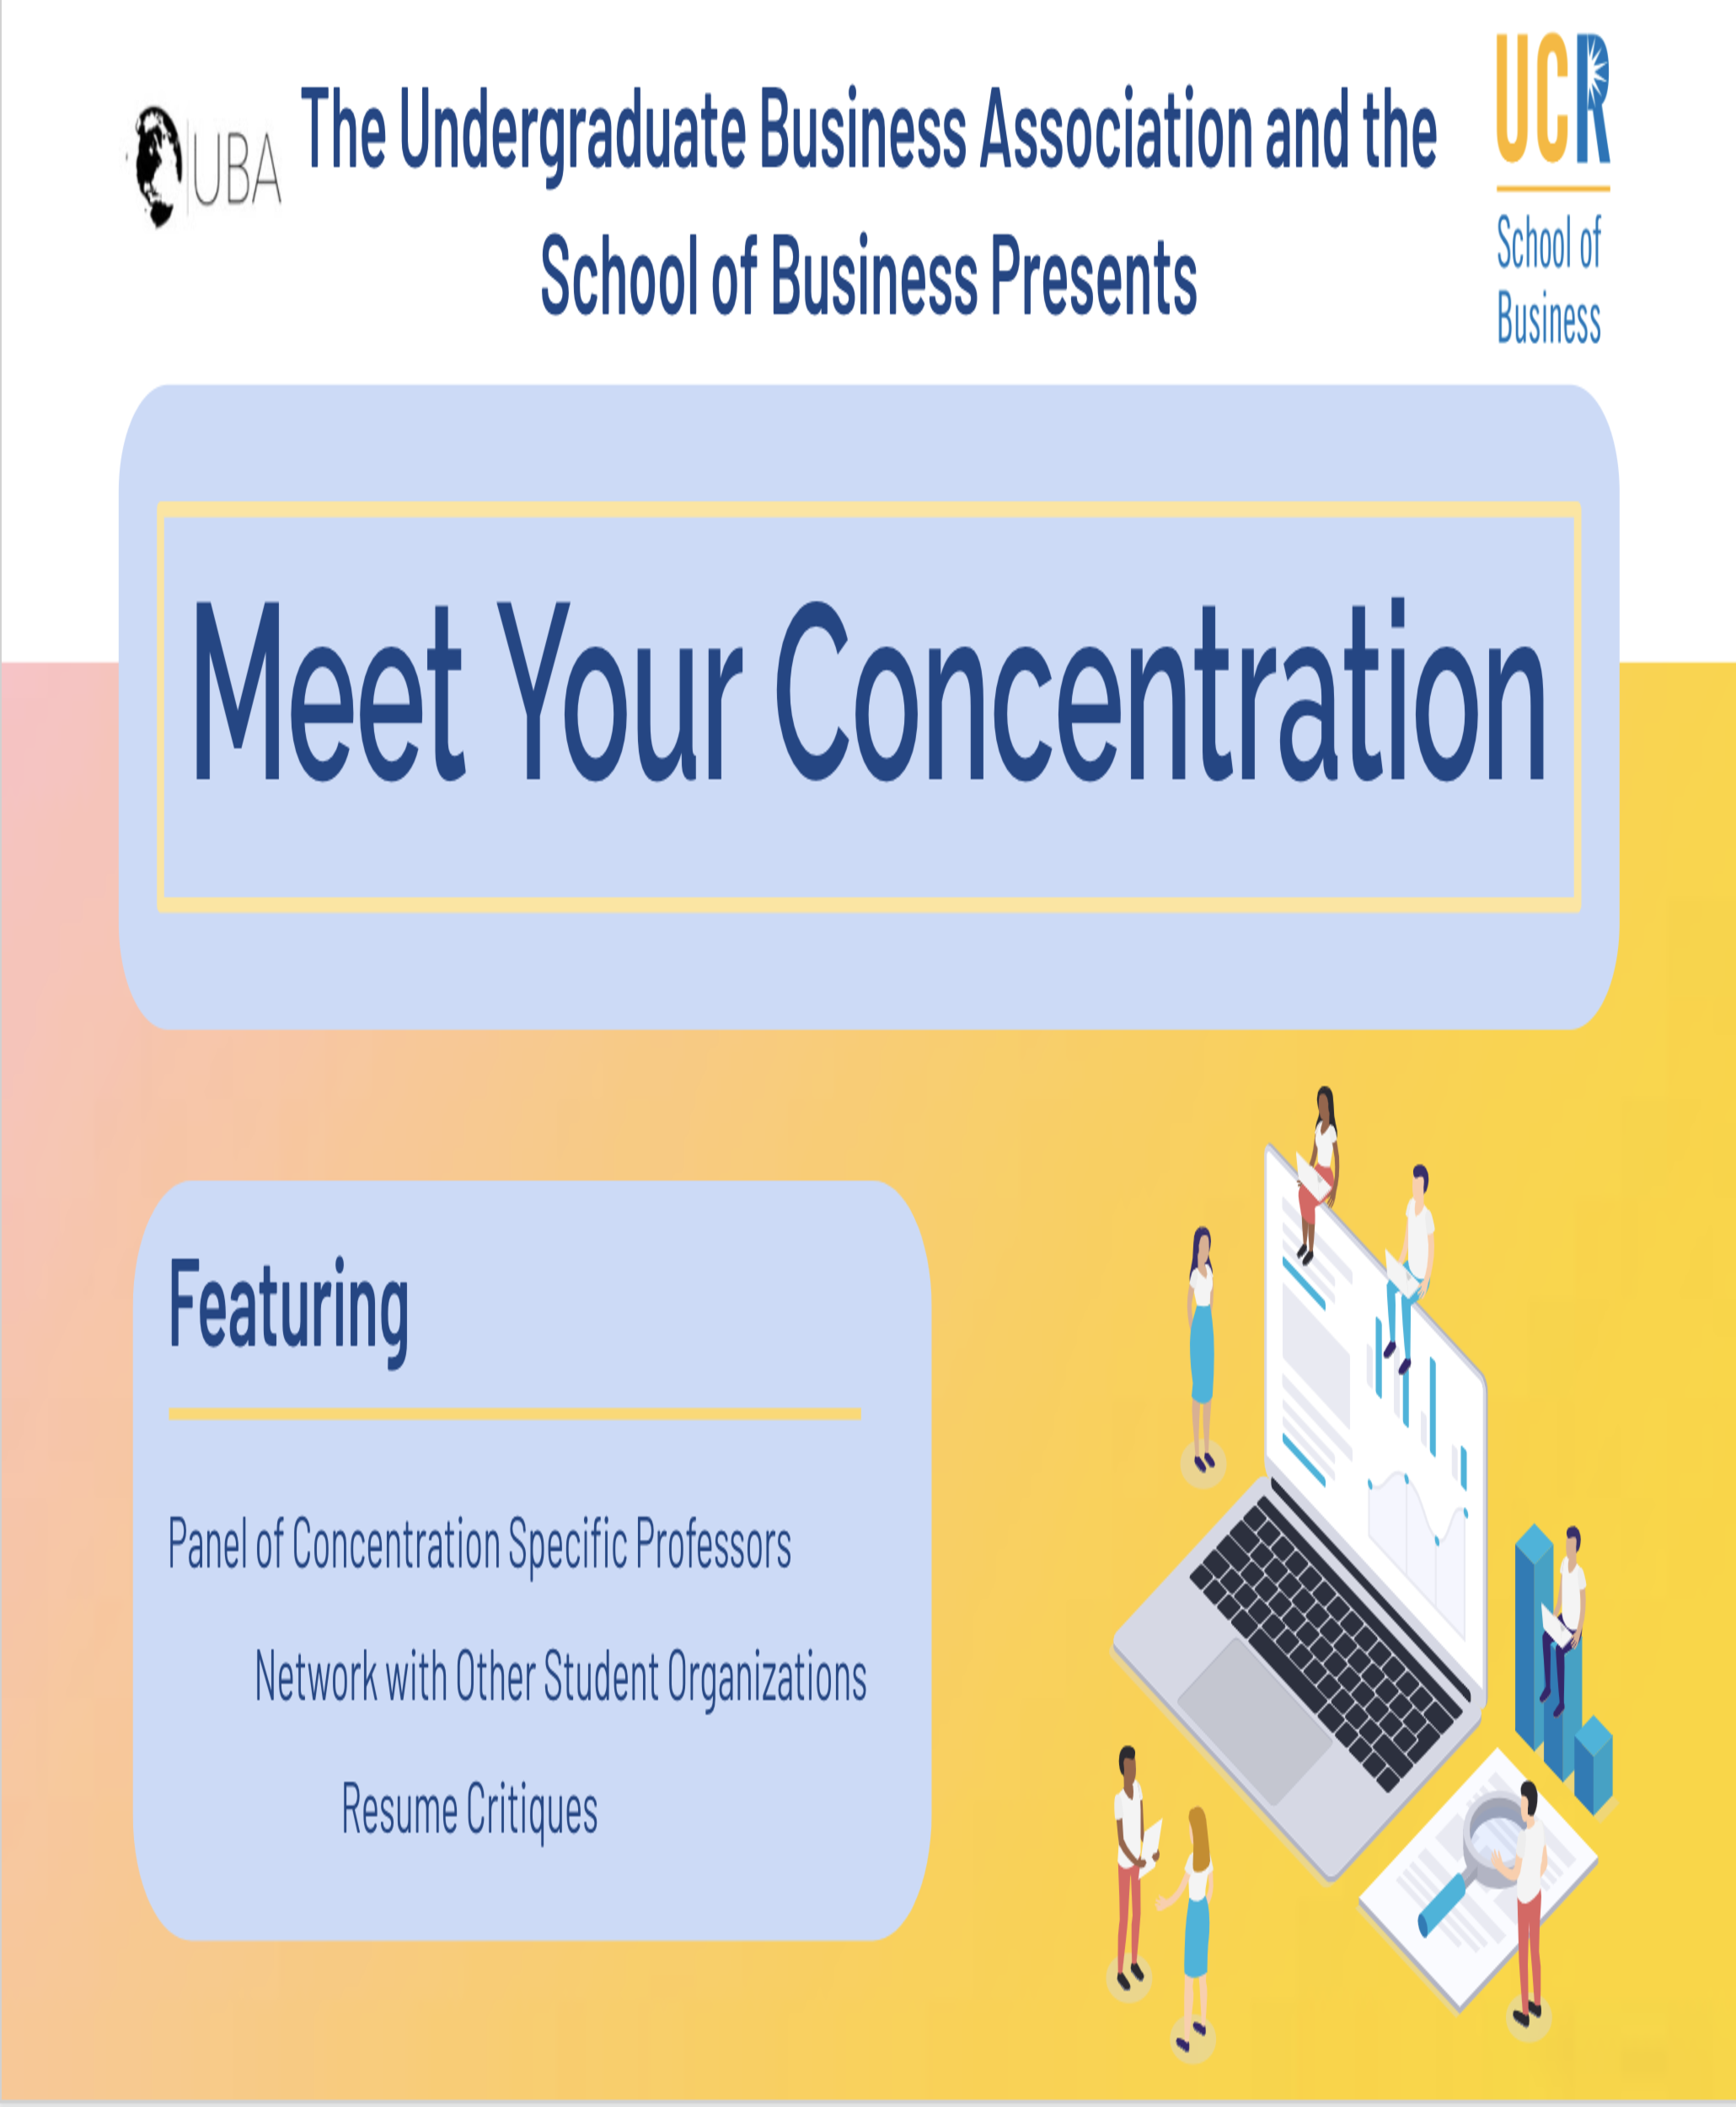 UBA
The Undergraduate Business Association and the
School of Business Presents
UCR
School of
Business
Meet Your Concentration
Featuring
Panel of Concentration Specific Professors
Network with Other Student Organizations
Resume Critiques